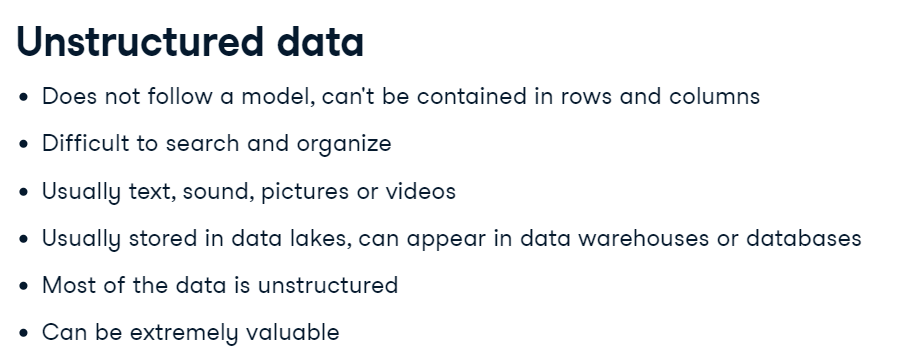 Unstructured data
• Does not follow a model, can't be contained in rows and columns
• Difficult to search and organize
• Usually text, sound, pictures or videos
• Usually stored in data lakes, can appear in data warehouses or databases
• Most of the data is unstructured
• Can be extremely valuable